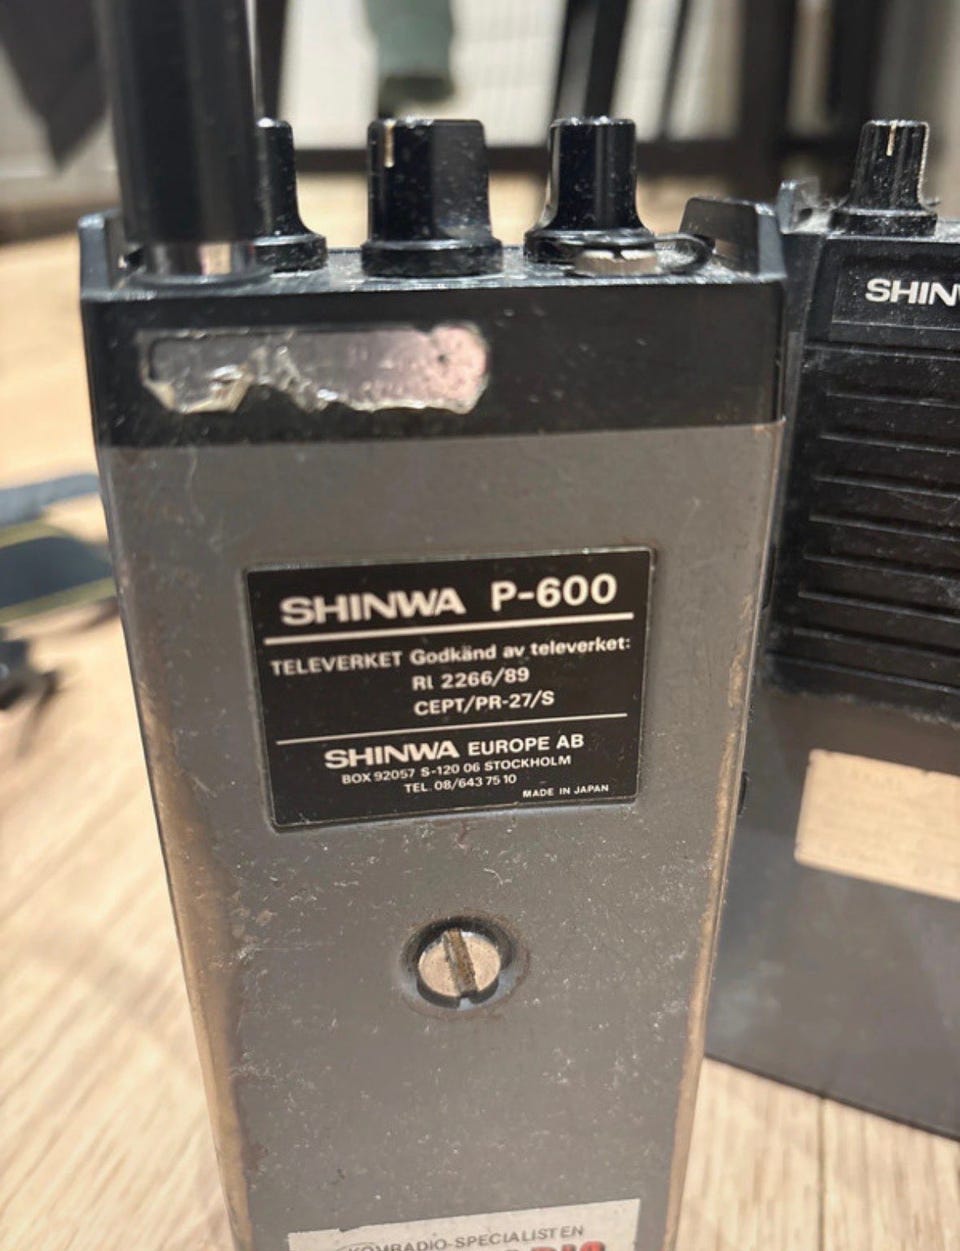 SHINWA P-600
TELEVERKET Godkänd av televerket:
RL 2266/89
CEPT/PR-27/S
SHINWA EUROPE AB
BOX 92057 S-120 06 STOCKHOLM
TEL. 08/643 75 10
MADE IN JAPAN
KOMRADIO-SPECIALISTEN
SHINW